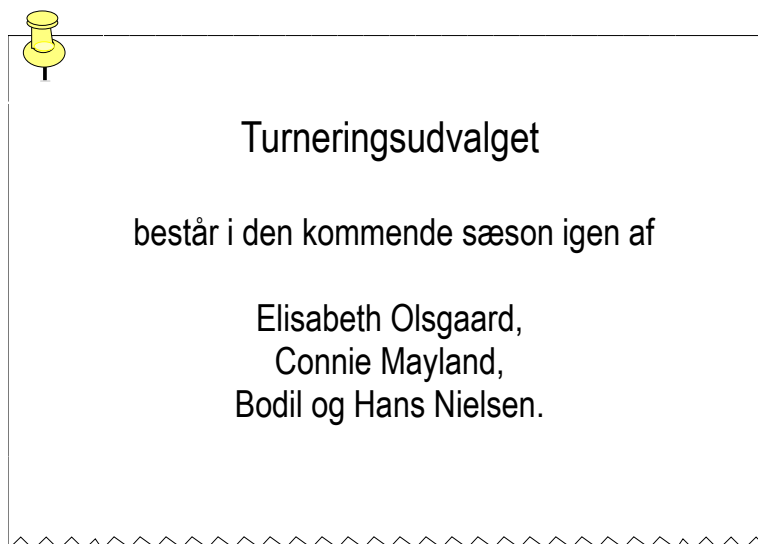 Turneringsudvalget
består i den kommende sæson igen af
Elisabeth Olsgaard,
Connie Mayland,
Bodil og Hans Nielsen.